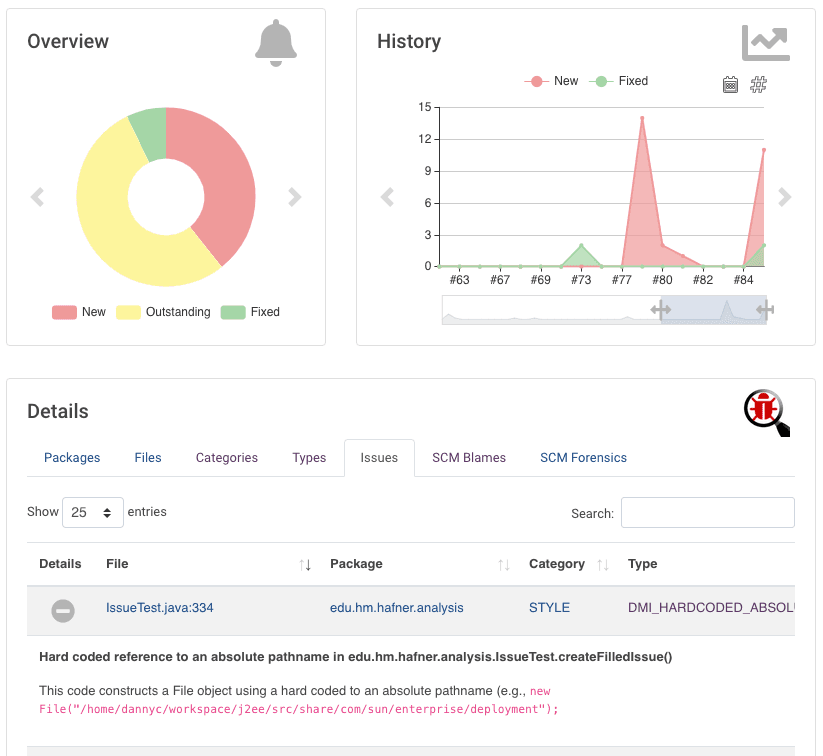 Overview
New Outstanding Fixed
History
New Fixed
15
12
9
6
3
0
#63 #67 #69 #73 #77 #80 #82 #84
Details
Packages Files Categories Types Issues SCM Blames SCM Forensics
Show 25 entries Search:
Details File Package Category Type
IssueTest.java:334 edu.hm.hafner.analysis STYLE DMI_HARDCODED_ABSOL
Hard coded reference to an absolute pathname in edu.hm.hafner.analysis.IssueTest.createFilledIssue()
This code constructs a File object using a hard coded to an absolute pathname (e.g., new
File("/home/dannyc/workspace/j2ee/src/share/com/sun/enterprise/deployment");